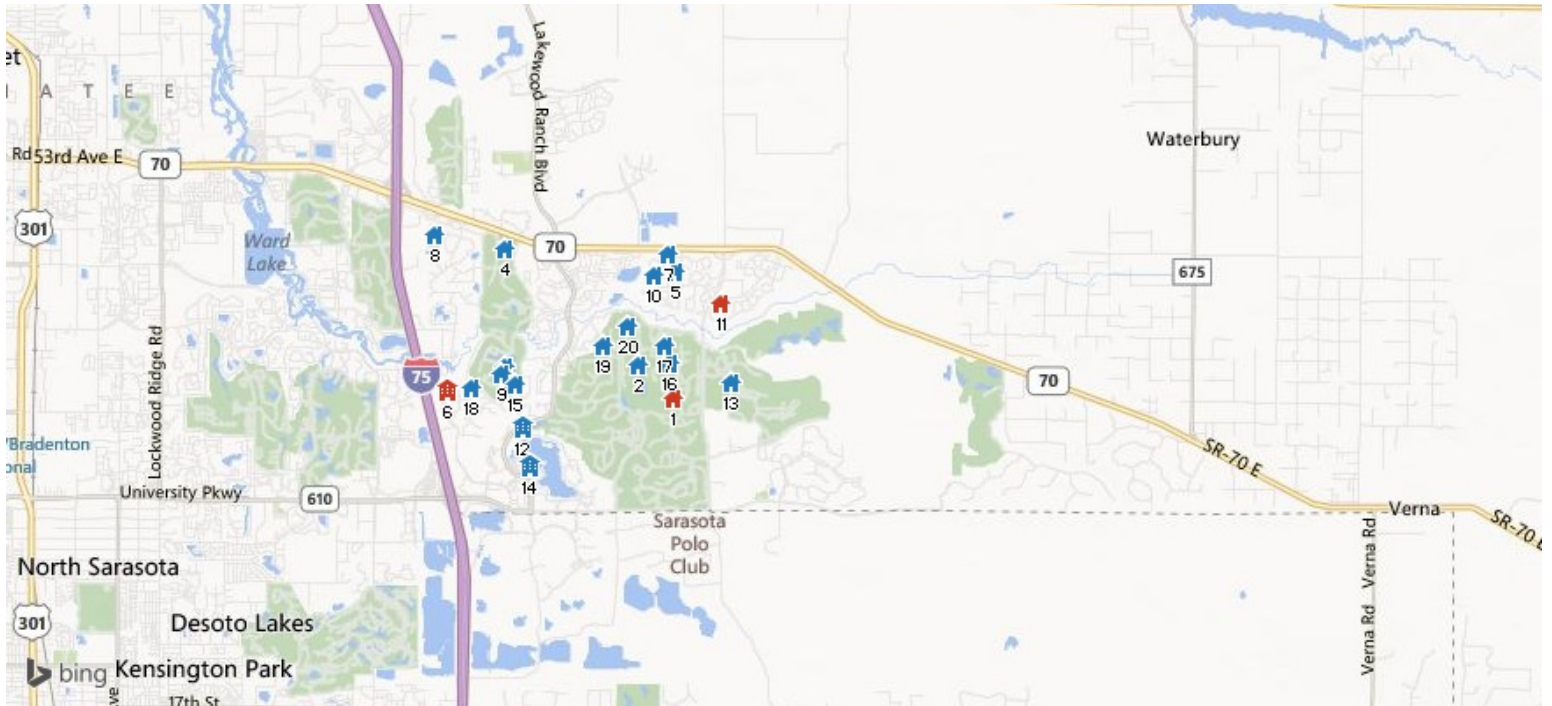 et
A T E E
Rd
53rd Ave E
70
Lakewood Ranch Blvd
Waterbury
301
Ward
Lake
8
4
70
7
5
10
675
11
Lockwood Ridge Rd
20
19
17
2
16
13
75
70
6
18
9
15
1
12
14
SR-70 E
/Bradenton
onal
University Pkwy
610
Sarasota
Polo
Club
Verna
SR-70 E
Verna Rd
Verna Rd
North Sarasota
301
Desoto Lakes
bing
Kensington Park
17th St